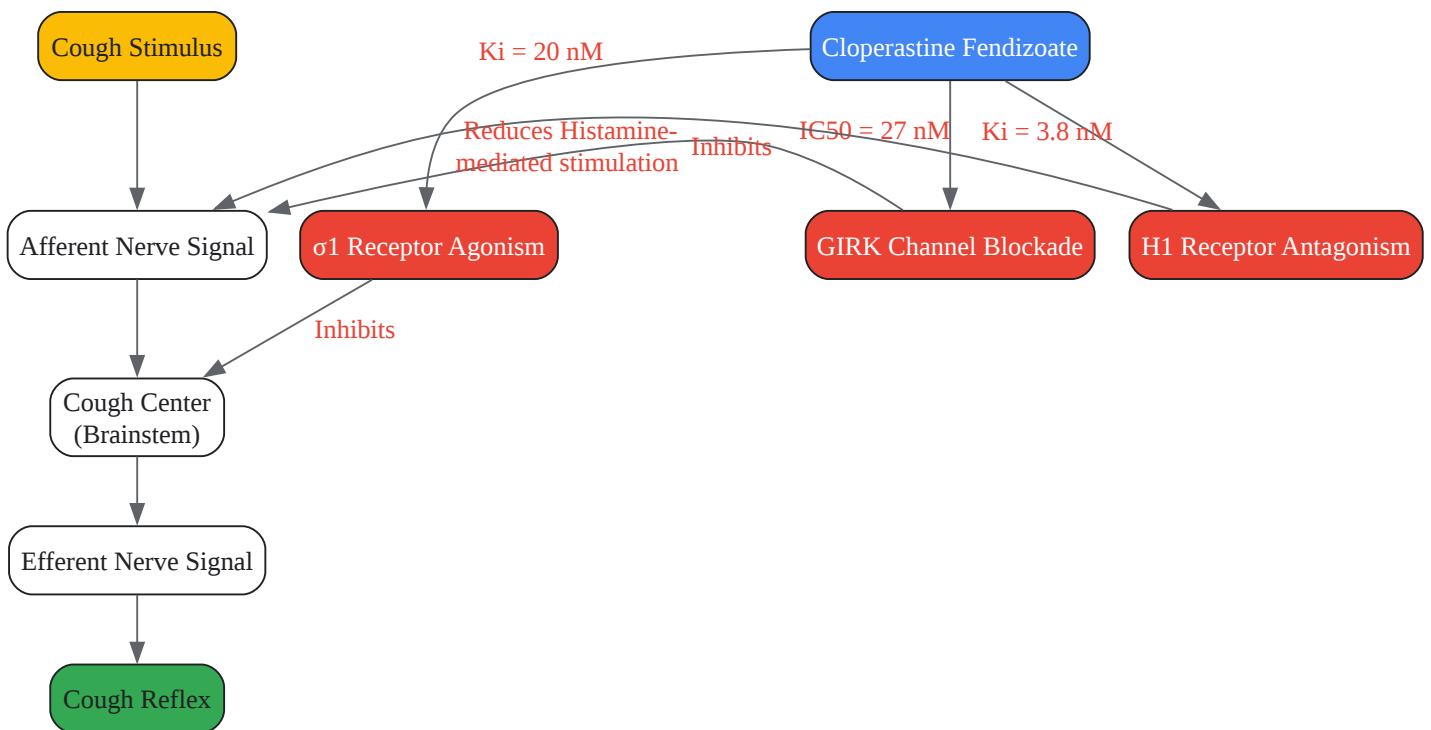 Cough Stimulus
Cloperastine Fendizoate
Ki = 20 nM
Reduces Histamine-
mediated stimulation
Inhibits
IC50 = 27 nM
Ki = 3.8 nM
Afferent Nerve Signal
σ1 Receptor Agonism
GIRK Channel Blockade
H1 Receptor Antagonism
Inhibits
Cough Center
(Brainstem)
Efferent Nerve Signal
Cough Reflex